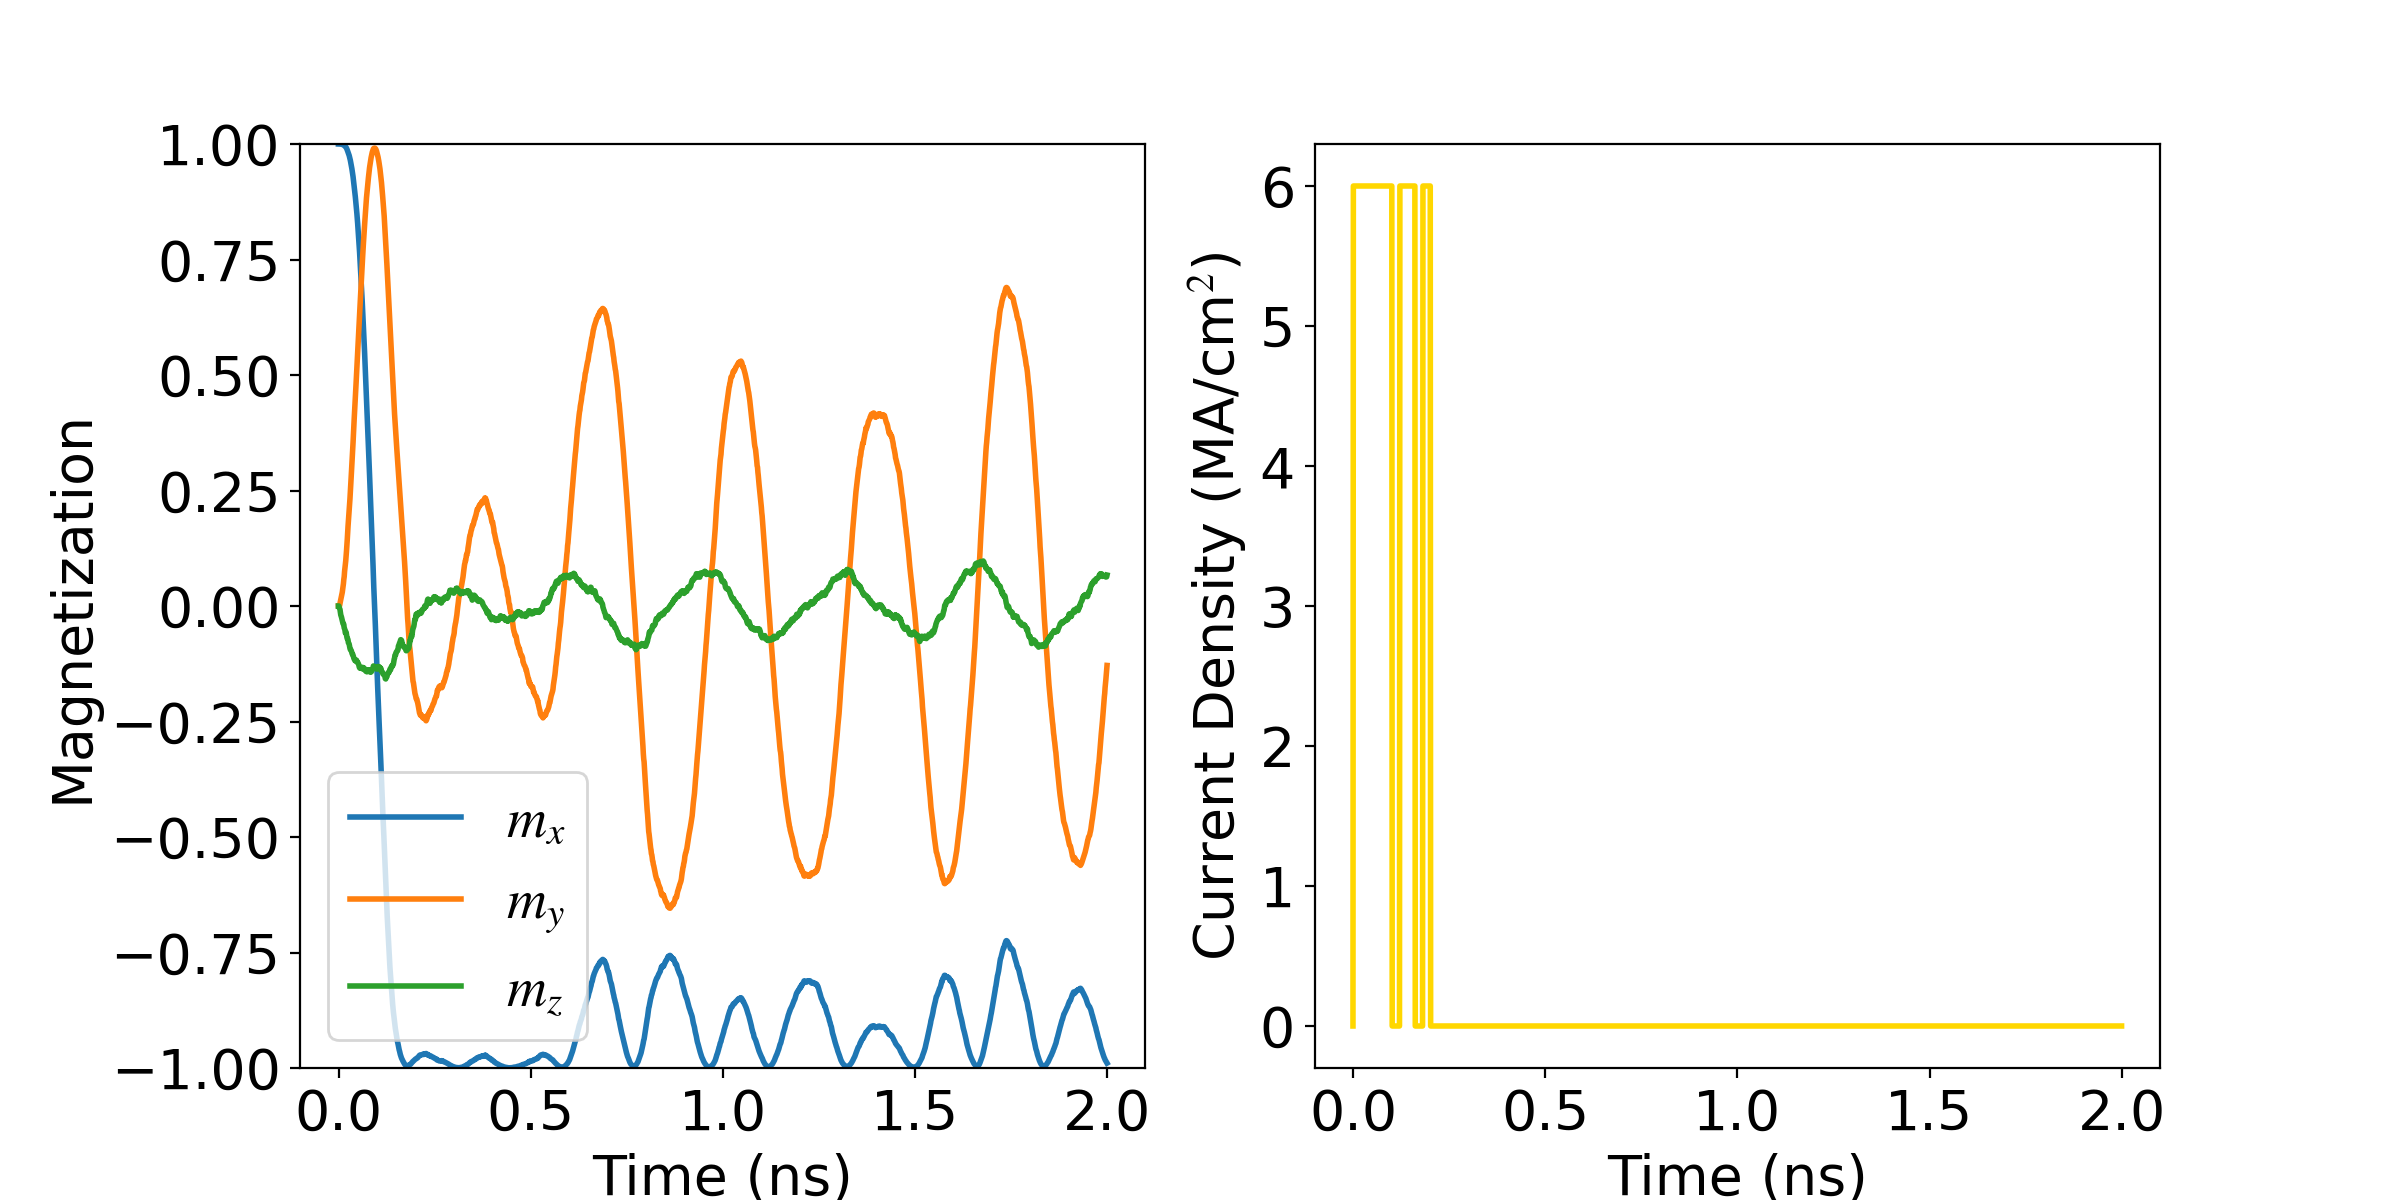 1.00
0.75
0.50
0.25
0.00
−0.25
−0.50
−0.75
−1.00
Magnetization
m_x
m_y
m_z
0.0 0.5 1.0 1.5 2.0
Time (ns)
6
5
4
3
2
1
0
Current Density (MA/cm²)
0.0 0.5 1.0 1.5 2.0
Time (ns)